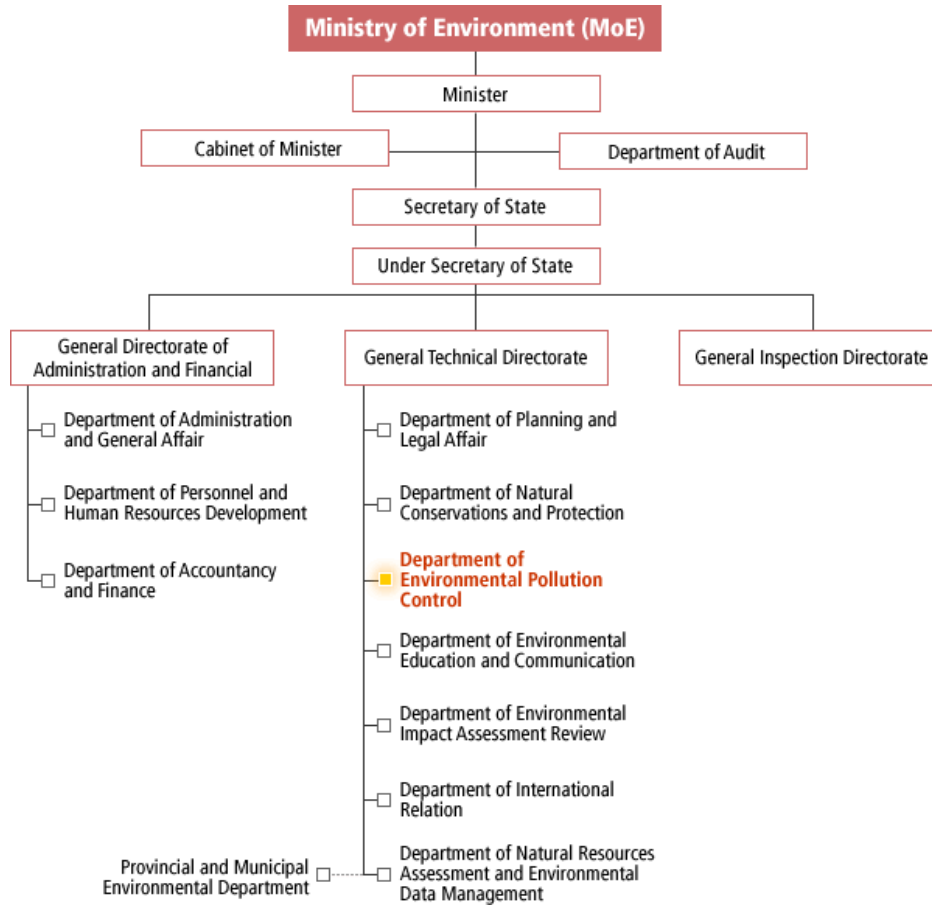 Ministry of Environment (MoE)
Minister
Cabinet of Minister
Department of Audit
Secretary of State
Under Secretary of State
General Directorate of
Administration and Financial
General Technical Directorate
General Inspection Directorate
Department of Administration
and General Affair
Department of Personnel and
Human Resources Development
Department of Accountancy
and Finance
Department of Planning and
Legal Affair
Department of Natural
Conservations and Protection
Department of
Environmental Pollution
Control
Department of Environmental
Education and Communication
Department of Environmental
Impact Assessment Review
Department of International
Relation
Provincial and Municipal
Environmental Department
Department of Natural Resources
Assessment and Environmental
Data Management